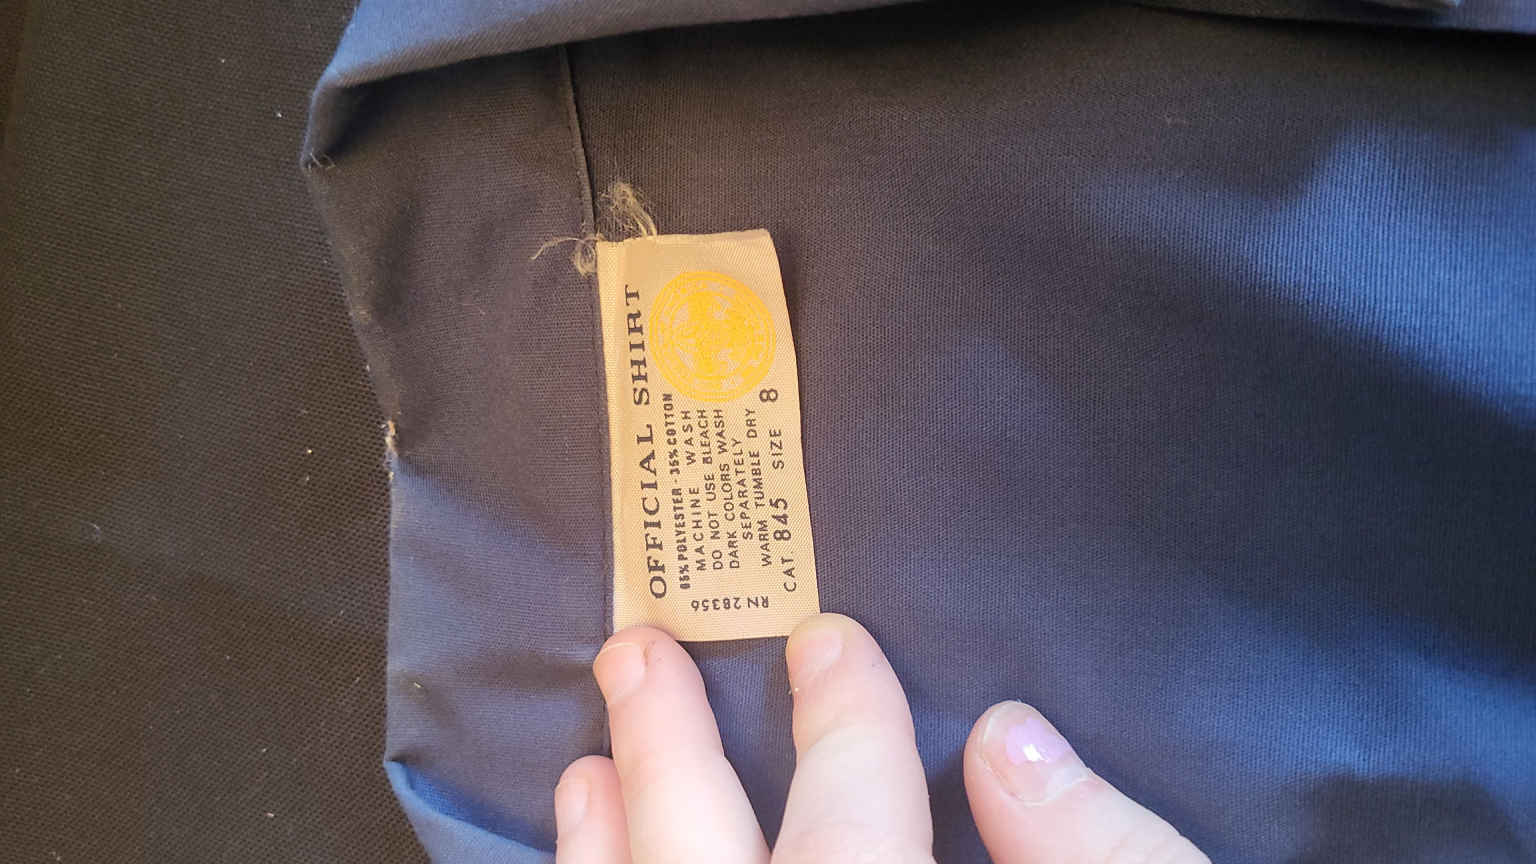 OFFICIAL SHIRT
65% POLYESTER - 35% COTTON
MACHINE WASH
DO NOT USE BLEACH
DARK COLORS WASH
SEPARATELY
WARM TUMBLE DRY
CAT. 845 SIZE 8
RN 28356